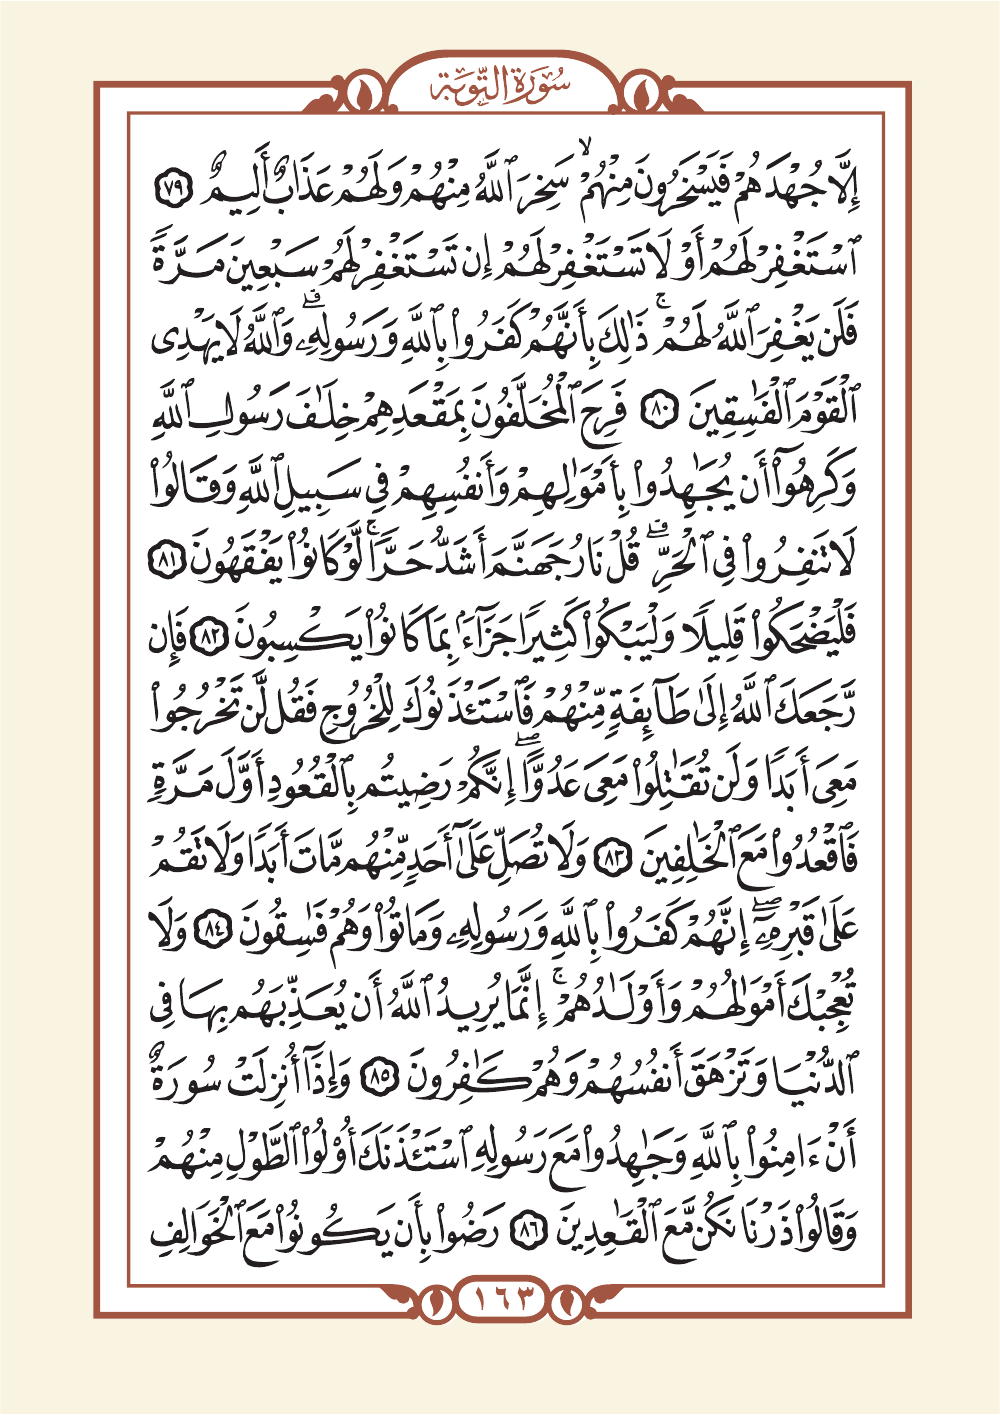 سُورَةُ التَّوبَة
إِلَّا جُهْدَهُمْ فَيَسْخَرُونَ مِنْهُمْ ۙ سَخِرَ ٱللَّهُ مِنْهُمْ وَلَهُمْ عَذَابٌ أَلِيمٌ ٧٩
ٱسْتَغْفِرْ لَهُمْ أَوْ لَا تَسْتَغْفِرْ لَهُمْ إِن تَسْتَغْفِرْ لَهُمْ سَبْعِينَ مَرَّةً
فَلَن يَغْفِرَ ٱللَّهُ لَهُمْ ۚ ذَٰلِكَ بِأَنَّهُمْ كَفَرُوا۟ بِٱللَّهِ وَرَسُولِهِۦ ۗ وَٱللَّهُ لَا يَهْدِى
ٱلْقَوْمَ ٱلْفَـٰسِقِينَ ٨٠ فَرِحَ ٱلْمُخَلَّفُونَ بِمَقْعَدِهِمْ خِلَـٰفَ رَسُولِ ٱللَّهِ
وَكَرِهُوٓا۟ أَن يُجَـٰهِدُوا۟ بِأَمْوَٰلِهِمْ وَأَنفُسِهِمْ فِى سَبِيلِ ٱللَّهِ وَقَالُوا۟
لَا تَنفِرُوا۟ فِى ٱلْحَرِّ ۗ قُلْ نَارُ جَهَنَّمَ أَشَدُّ حَرًّا ۚ لَّوْ كَانُوا۟ يَفْقَهُونَ ٨١
فَلْيَضْحَكُوا۟ قَلِيلًا وَلْيَبْكُوا۟ كَثِيرًا جَزَآءًۢ بِمَا كَانُوا۟ يَكْسِبُونَ ٨٢ فَإِن
رَّجَعَكَ ٱللَّهُ إِلَىٰ طَآئِفَةٍ مِّنْهُمْ فَٱسْتَـْٔذَنُوكَ لِلْخُرُوجِ فَقُل لَّن تَخْرُجُوا۟
مَعِىَ أَبَدًا وَلَن تُقَـٰتِلُوا۟ مَعِىَ عَدُوًّا ۖ إِنَّكُمْ رَضِيتُم بِٱلْقُعُودِ أَوَّلَ مَرَّةٍ
فَٱقْعُدُوا۟ مَعَ ٱلْخَـٰلِفِينَ ٨٣ وَلَا تُصَلِّ عَلَىٰٓ أَحَدٍ مِّنْهُم مَّاتَ أَبَدًا وَلَا تَقُمْ
عَلَىٰ قَبْرِهِۦٓ ۖ إِنَّهُمْ كَفَرُوا۟ بِٱللَّهِ وَرَسُولِهِۦ وَمَاتُوا۟ وَهُمْ فَـٰسِقُونَ ٨٤ وَلَا
تُعْجِبْكَ أَمْوَٰلُهُمْ وَأَوْلَـٰدُهُمْ ۚ إِنَّمَا يُرِيدُ ٱللَّهُ أَن يُعَذِّبَهُم بِهَا فِى
ٱلدُّنْيَا وَتَزْهَقَ أَنفُسُهُمْ وَهُمْ كَـٰفِرُونَ ٨٥ وَإِذَآ أُنزِلَتْ سُورَةٌ
أَنْ ءَامِنُوا۟ بِٱللَّهِ وَجَـٰهِدُوا۟ مَعَ رَسُولِهِ ٱسْتَـْٔذَنَكَ أُو۟لُوا۟ ٱلطَّوْلِ مِنْهُمْ
وَقَالُوا۟ ذَرْنَا نَكُن مَّعَ ٱلْقَـٰعِدِينَ ٨٦ رَضُوا۟ بِأَن يَكُونُوا۟ مَعَ ٱلْخَوَالِفِ
١٦٣